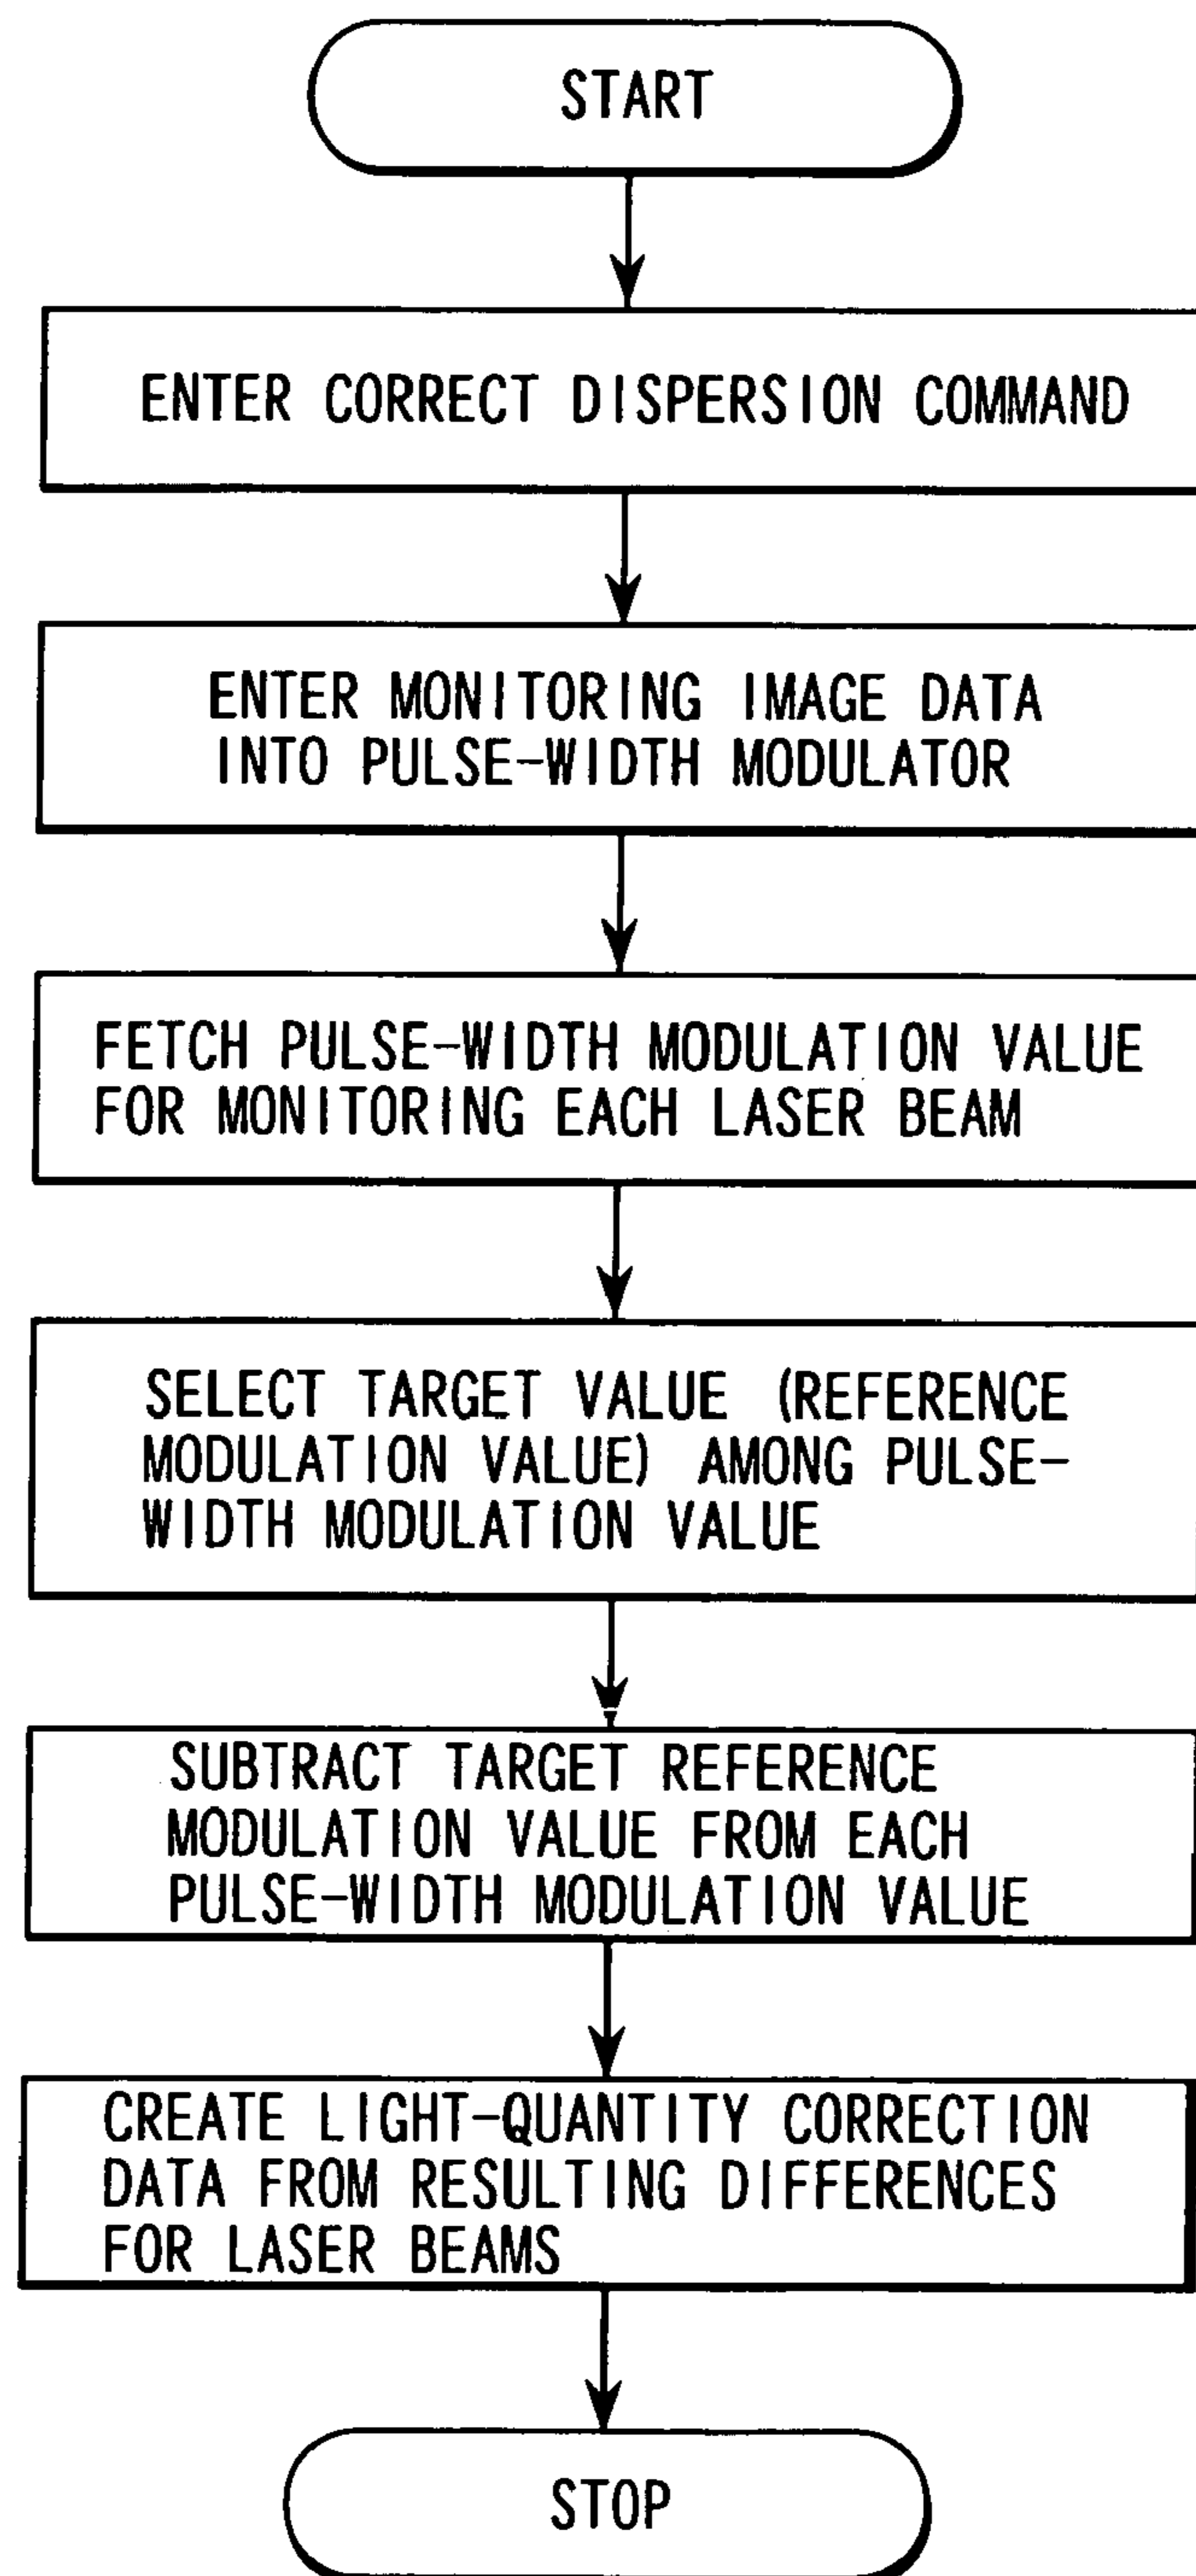 START
ENTER CORRECT DISPERSION COMMAND
ENTER MONITORING IMAGE DATA
INTO PULSE-WIDTH MODULATOR
FETCH PULSE-WIDTH MODULATION VALUE
FOR MONITORING EACH LASER BEAM
SELECT TARGET VALUE (REFERENCE
MODULATION VALUE) AMONG PULSE-
WIDTH MODULATION VALUE
SUBTRACT TARGET REFERENCE
MODULATION VALUE FROM EACH
PULSE-WIDTH MODULATION VALUE
CREATE LIGHT-QUANTITY CORRECTION
DATA FROM RESULTING DIFFERENCES
FOR LASER BEAMS
STOP